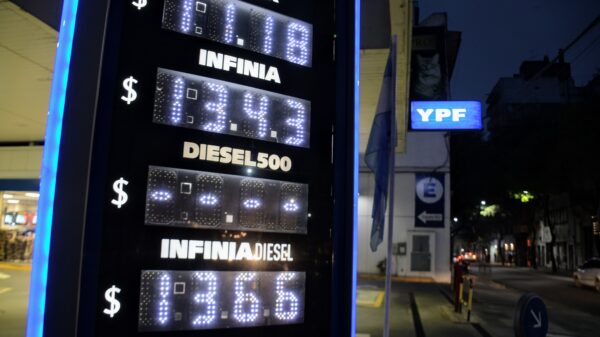 $ 11.18
INFINIA
$ 13.43
DIESEL500
$ - - - -
INFINIA DIESEL
$ 13.66
YPF
E